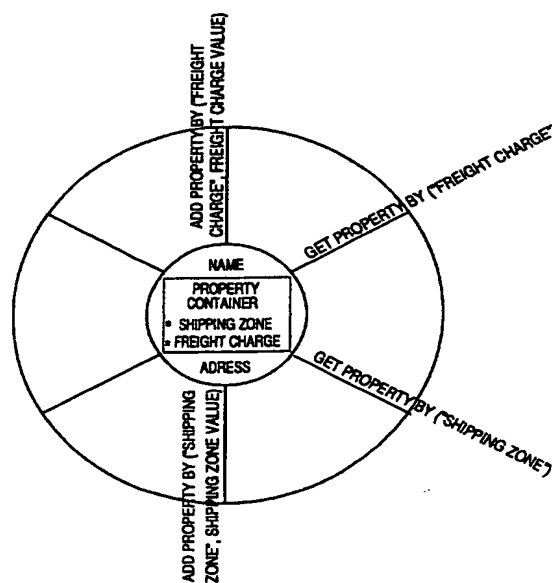 ADD PROPERTY BY ("FREIGHT
CHARGE", FREIGHT CHARGE VALUE)
GET PROPERTY BY ("FREIGHT CHARGE"
NAME
PROPERTY
CONTAINER
* SHIPPING ZONE
* FREIGHT CHARGE
ADRESS
GET PROPERTY BY ("SHIPPING ZONE")
ADD PROPERTY BY ("SHIPPING
ZONE", SHIPPING ZONE VALUE)